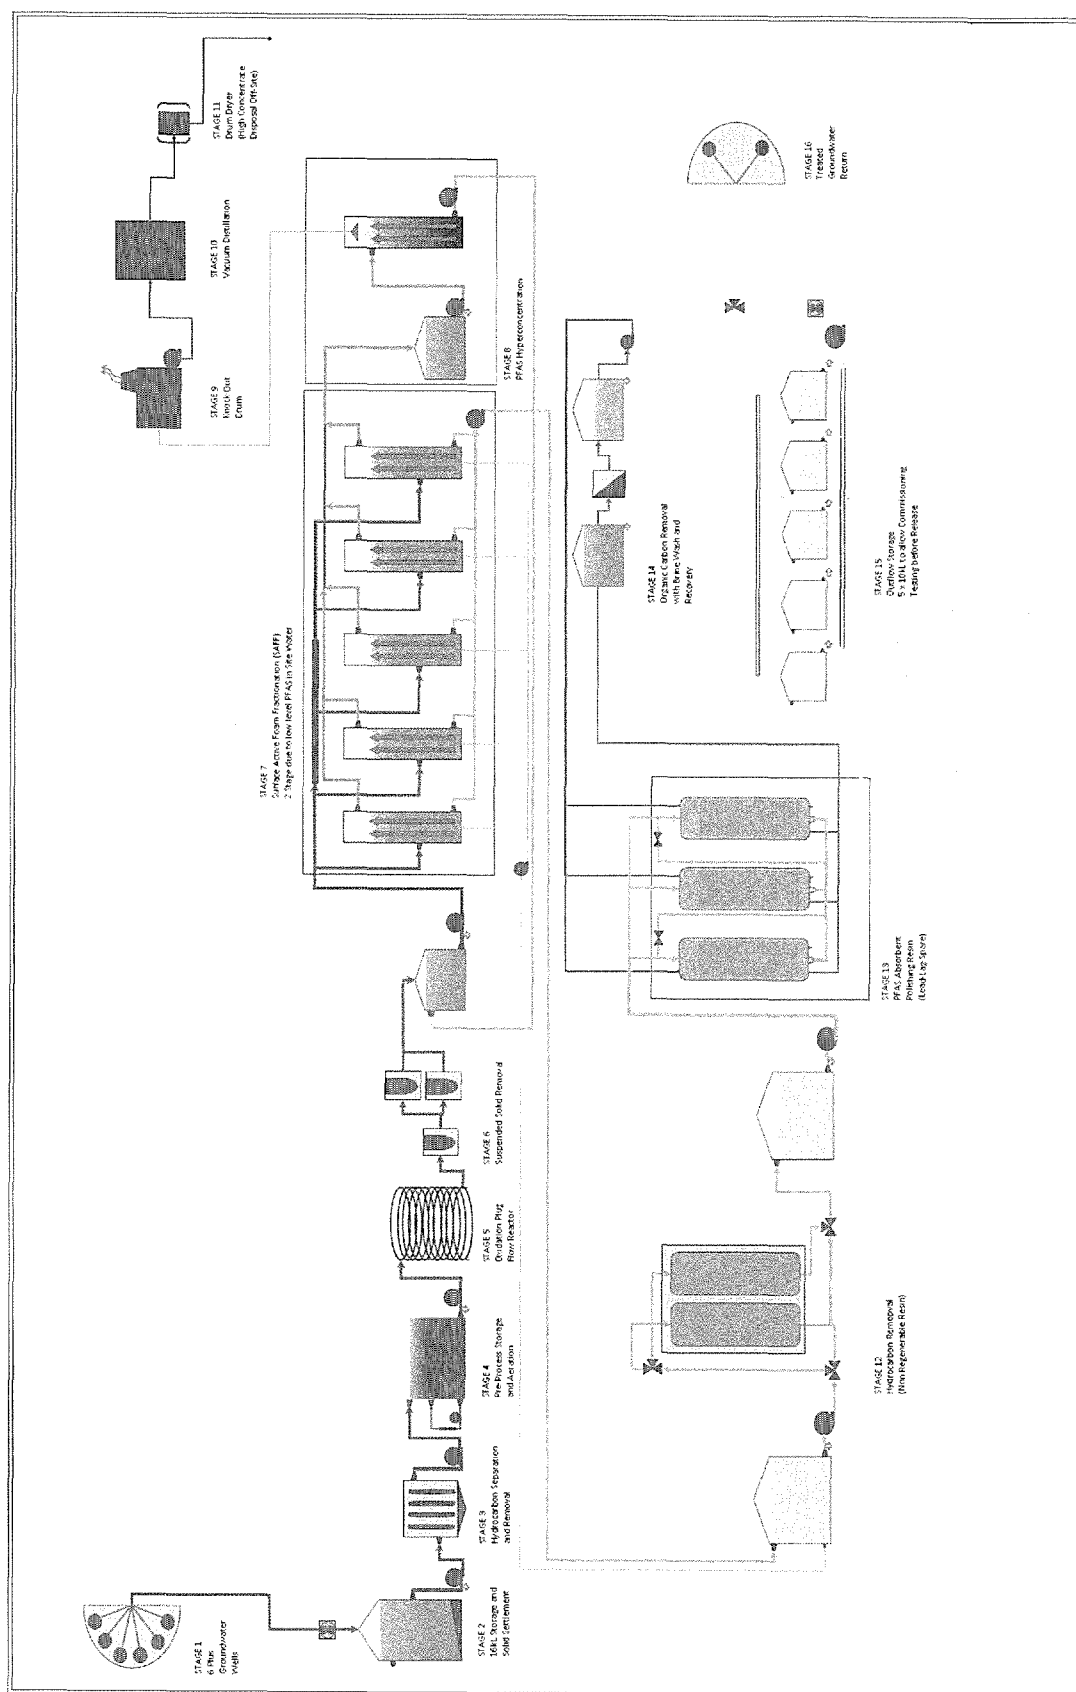 STAGE 1
6 Plus
Groundwater
Wells
STAGE 2
16kL Storage and
Solid Settlement
STAGE 3
Hydrocarbon Separation
and Removal
STAGE 4
Pre-Process Storage
and Aeration
STAGE 5
Oxidation Plug
Flow Reactor
STAGE 6
Suspended Solid Removal
STAGE 7
Surface Active Foam Fractionation (SAFF)
2 Stage due to low level PFAS in Site Water
STAGE 8
PFAS Hyperconcentration
STAGE 9
Knock Out
Drum
STAGE 10
Vacuum Distillation
STAGE 11
Drum Dryer
(High Concentrate
Disposal Off-Site)
STAGE 12
Hydrocarbon Remopval
(Non Regenerable Resin)
STAGE 13
PFAS Absorbent
Polishing Resin
(Lead-Lag-Spare)
STAGE 14
Organic Carbon Removal
with Brine Wash and
Recovery
STAGE 15
Outflow Storage
5 x 10kL to allow Commissioning
Testing before Release
STAGE 16
Treated
Groundwater
Return